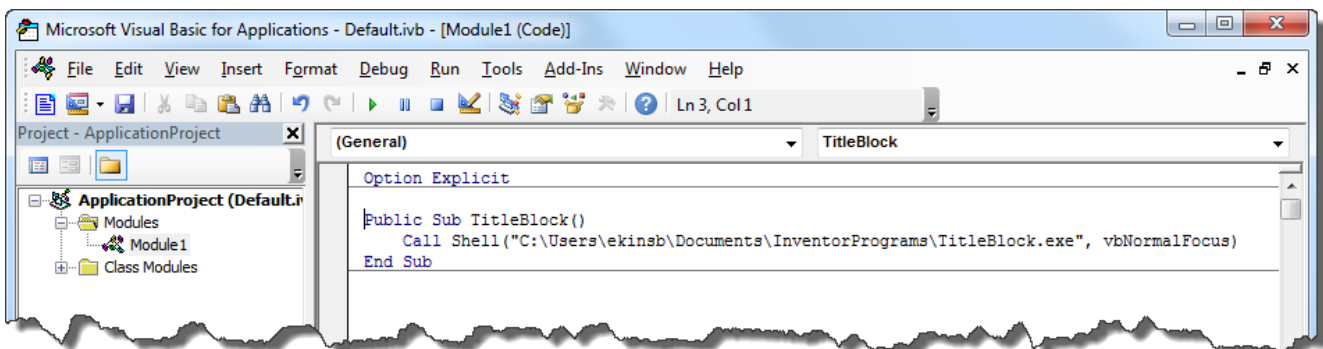 Microsoft Visual Basic for Applications - Default.ivb - [Module1 (Code)]
File Edit View Insert Format Debug Run Tools Add-Ins Window Help
Ln 3, Col 1
Project - ApplicationProject
(General) TitleBlock
ApplicationProject (Default.iv
Modules
Module1
Class Modules
Option Explicit
Public Sub TitleBlock()
Call Shell("C:\Users\ekinsb\Documents\InventorPrograms\TitleBlock.exe", vbNormalFocus)
End Sub